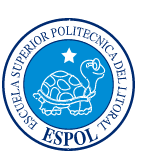 ESCUELA SUPERIOR POLITECNICA DEL LITORAL
ESPOL